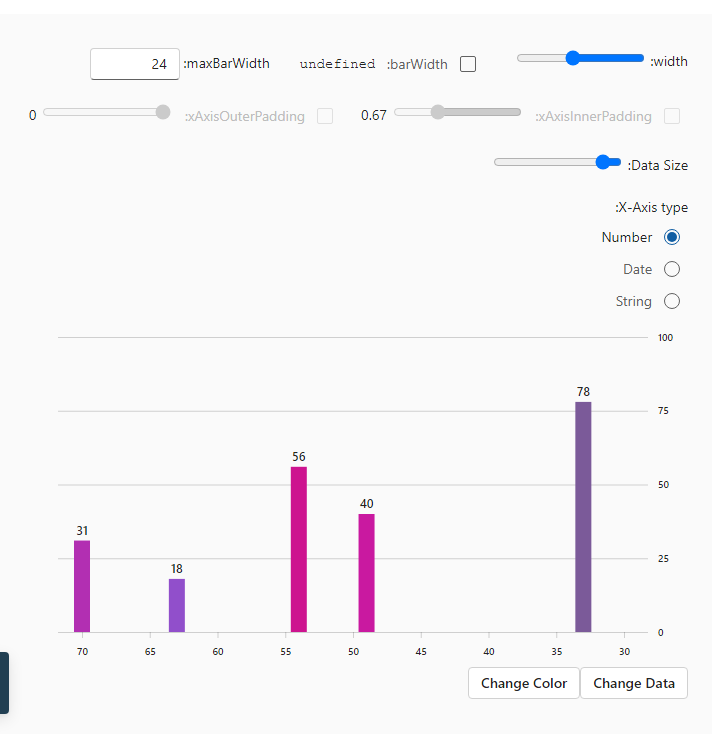 :width
:barWidth undefined
:maxBarWidth 24
:xAxisInnerPadding 0.67
:xAxisOuterPadding 0
:Data Size
:X-Axis type
Number
Date
String
100
75
50
25
0
78
40
56
18
31
30 35 40 45 50 55 60 65 70
Change Data
Change Color